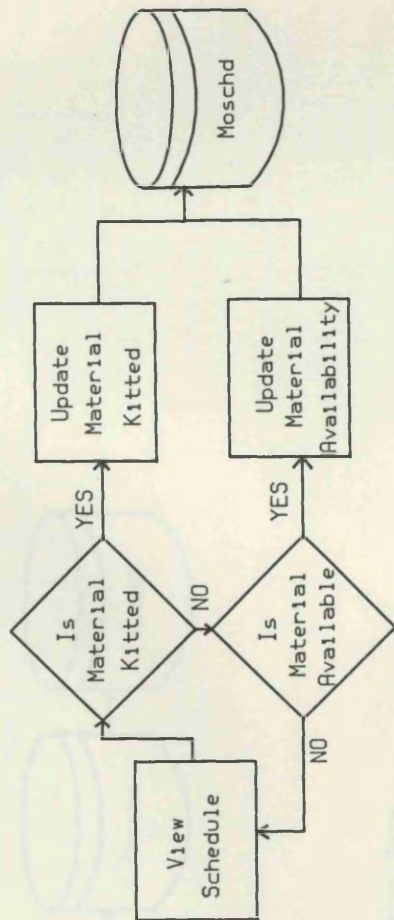 View
Schedule
Is
Material
Kitted
YES
Update
Material
Kitted
NO
Is
Material
Available
NO
YES
Update
Material
Availability
Moschd